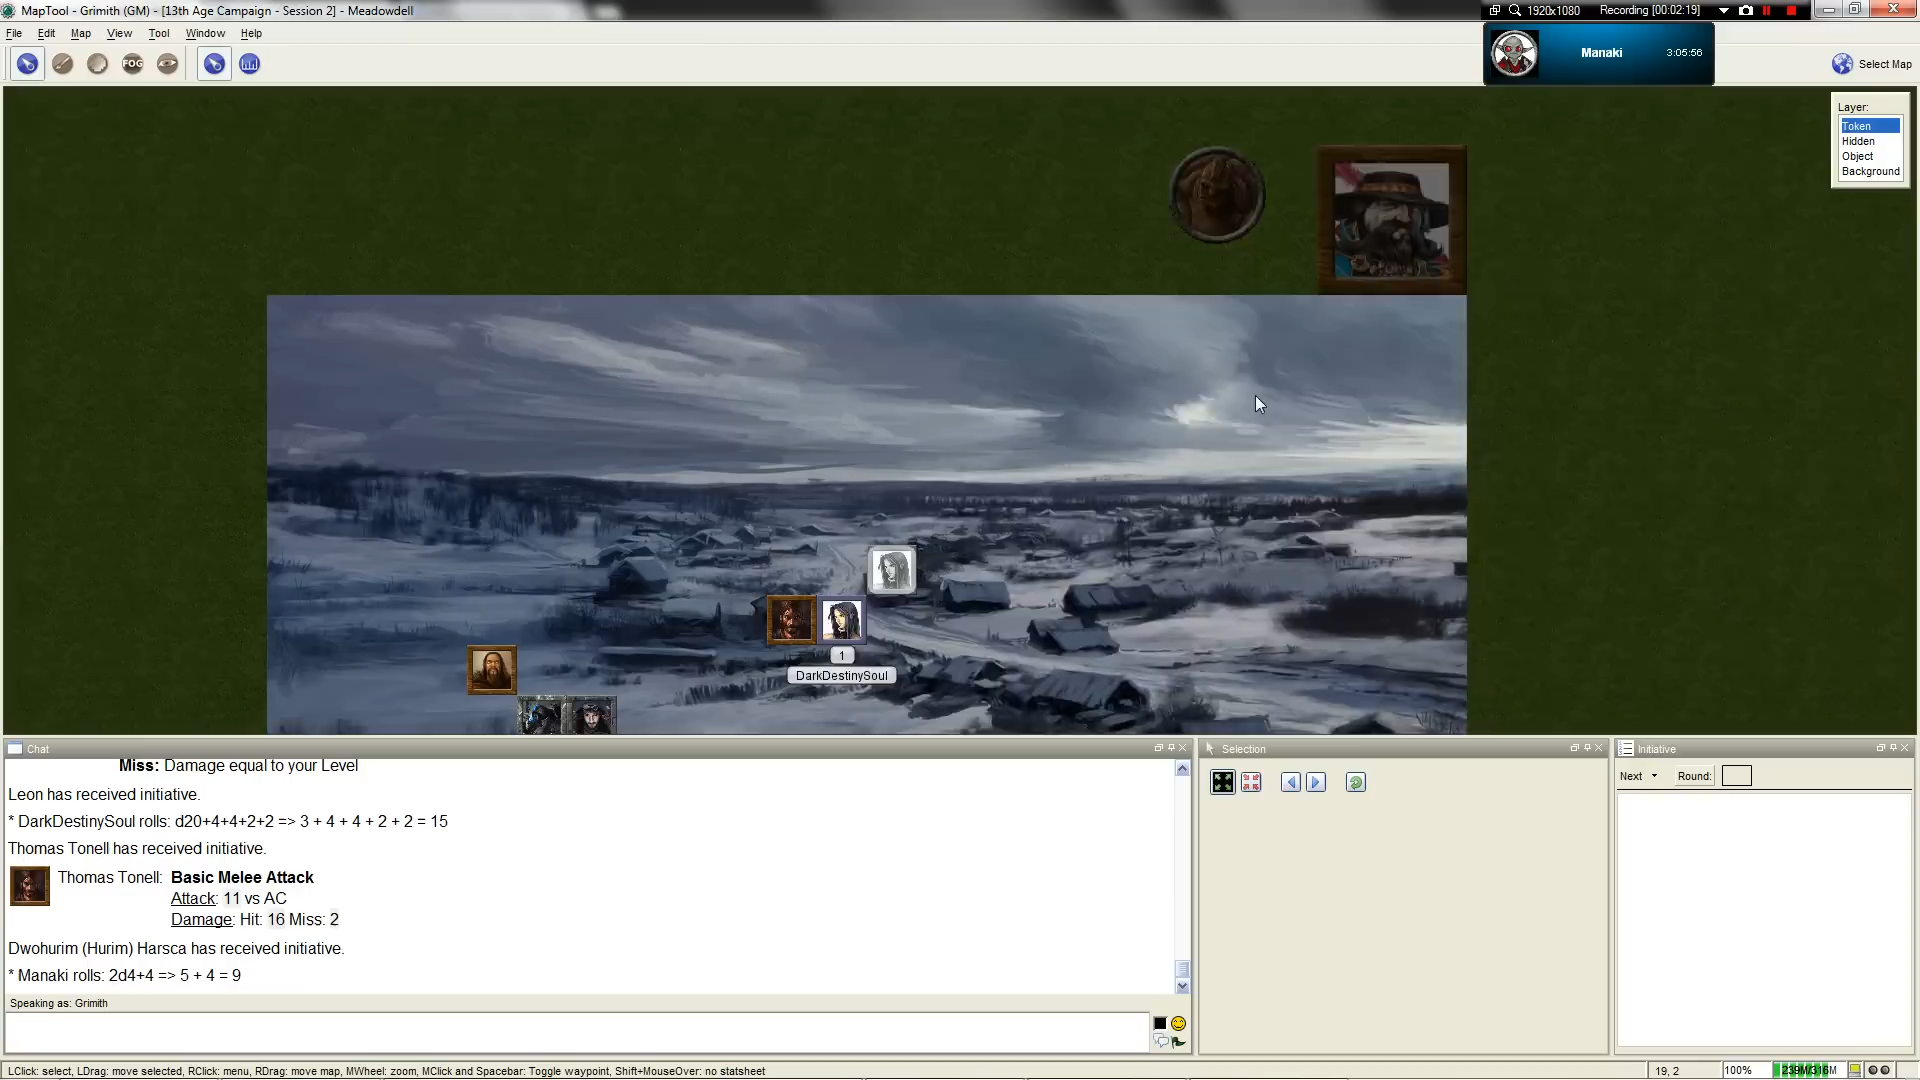 MapTool - Grimith (GM) - [13th Age Campaign - Session 2] - Meadowdell
1920x1080 Recording [00:02:19]
File Edit Map View Tool Window Help
Manaki 3:05:56
FOG
Select Map
Layer:
Token
Hidden
Object
Background
1
DarkDestinySoul
Chat
Miss: Damage equal to your Level
Leon has received initiative.
* DarkDestinySoul rolls: d20+4+4+2+2 => 3 + 4 + 4 + 2 + 2 = 15
Thomas Tonell has received initiative.
Thomas Tonell: Basic Melee Attack
Attack: 11 vs AC
Damage: Hit: 16 Miss: 2
Dwohurim (Hurim) Harsca has received initiative.
* Manaki rolls: 2d4+4 => 5 + 4 = 9
Speaking as: Grimith
Selection
Initiative
Next Round:
LClick: select, LDrag: move selected, RClick: menu, RDrag: move map, MWheel: zoom, MClick and Spacebar: Toggle waypoint, Shift+MouseOver: no statsheet
19, 2 100% 239M/316M